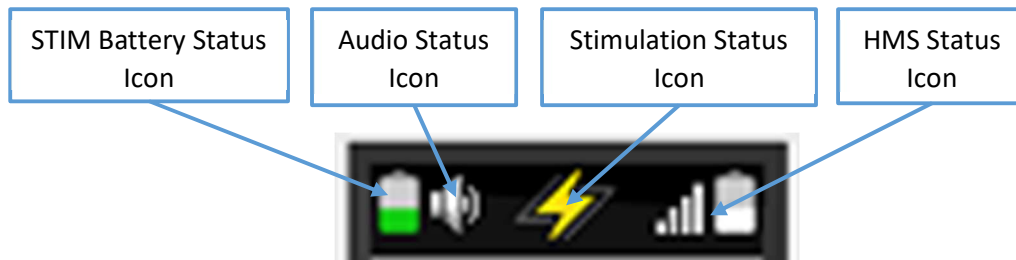 STIM Battery Status
Icon
Audio Status
Icon
Stimulation Status
Icon
HMS Status
Icon